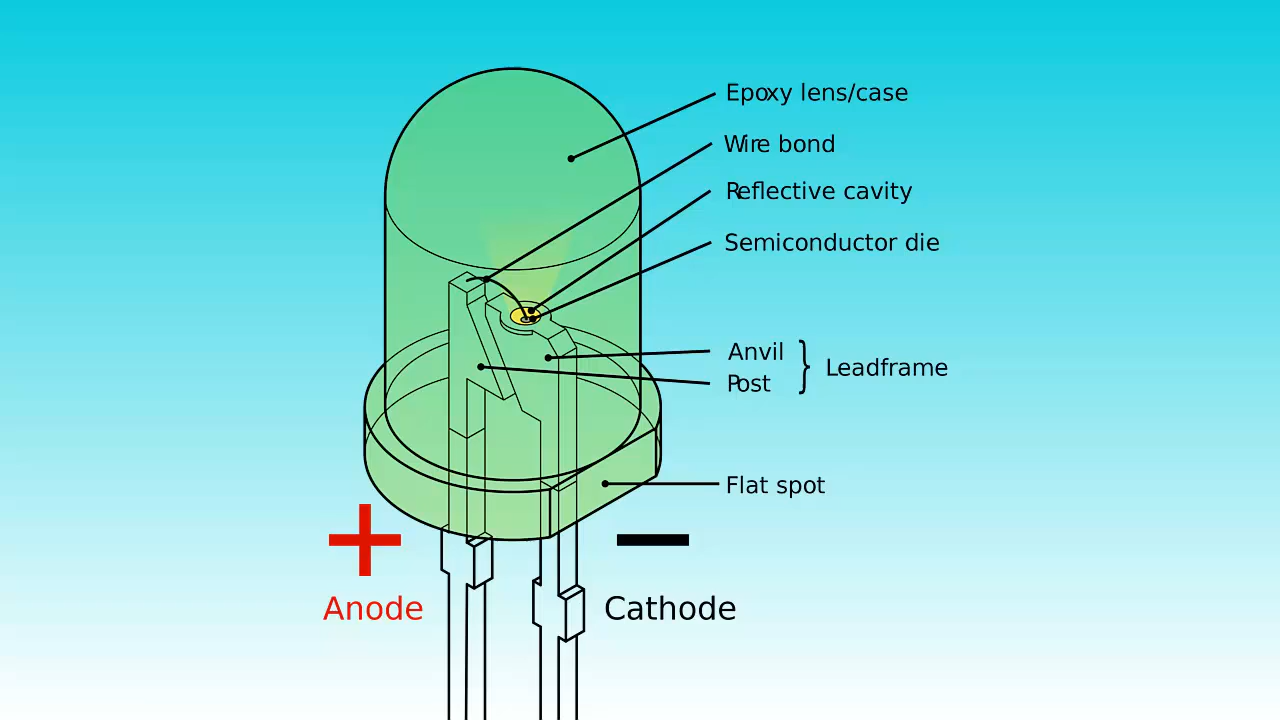 Epoxy lens/case
Wire bond
Reflective cavity
Semiconductor die
Anvil
Post
Leadframe
Flat spot
Anode
Cathode